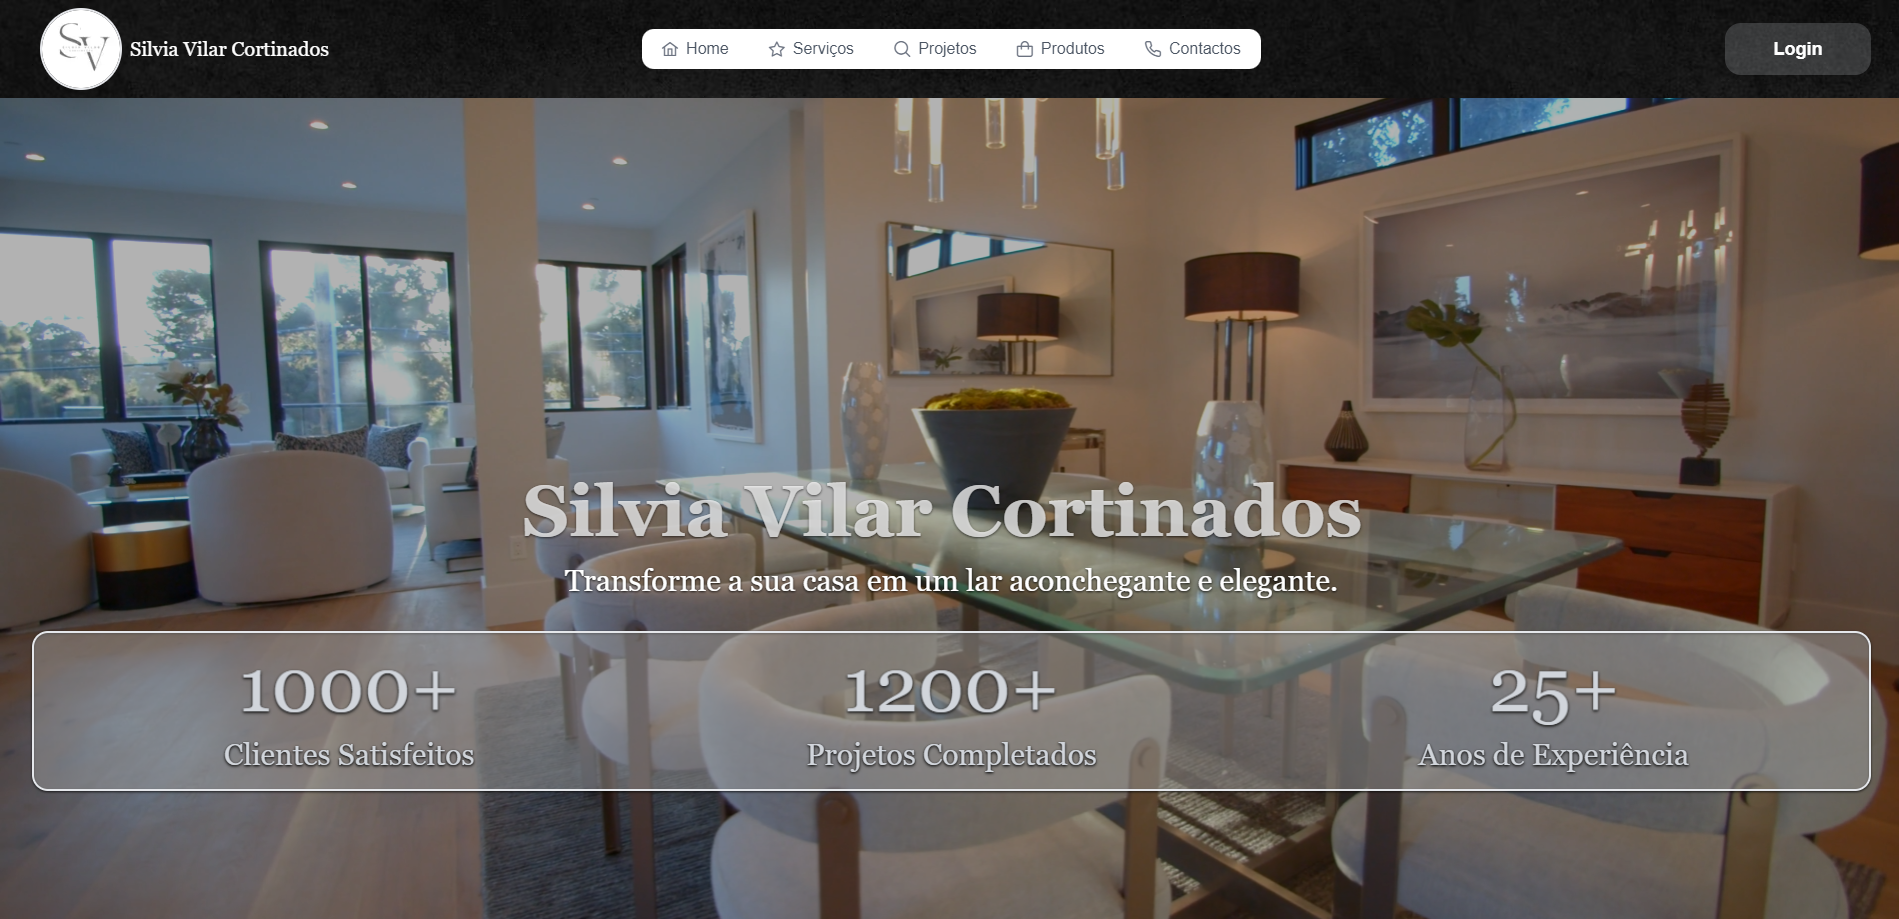 SV
Silvia Vilar Cortinados
Home
Serviços
Projetos
Produtos
Contactos
Login
Silvia Vilar Cortinados
Transforme a sua casa em um lar aconchegante e elegante.
1000+
1200+
25+
Clientes Satisfeitos
Projetos Completados
Anos de Experiência